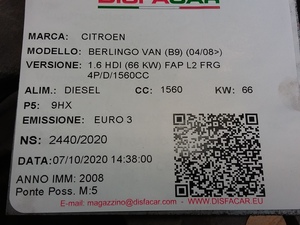 DISFACAR
MARCA: CITROEN
MODELLO: BERLINGO VAN (B9) (04/08>)
VERSIONE: 1.6 HDI (66 KW) FAP L2 FRG
4P/D/1560CC
ALIM.: DIESEL CC: 1560 KW: 66
P5: 9HX
EMISSIONE: EURO 3
NS: 2440/2020
DATA:07/10/2020 14:38:00
ANNO IMM: 2008
Ponte Poss. M:5
E-mail: magazzino@disfacar.com - WWW.DISFACAR.EU